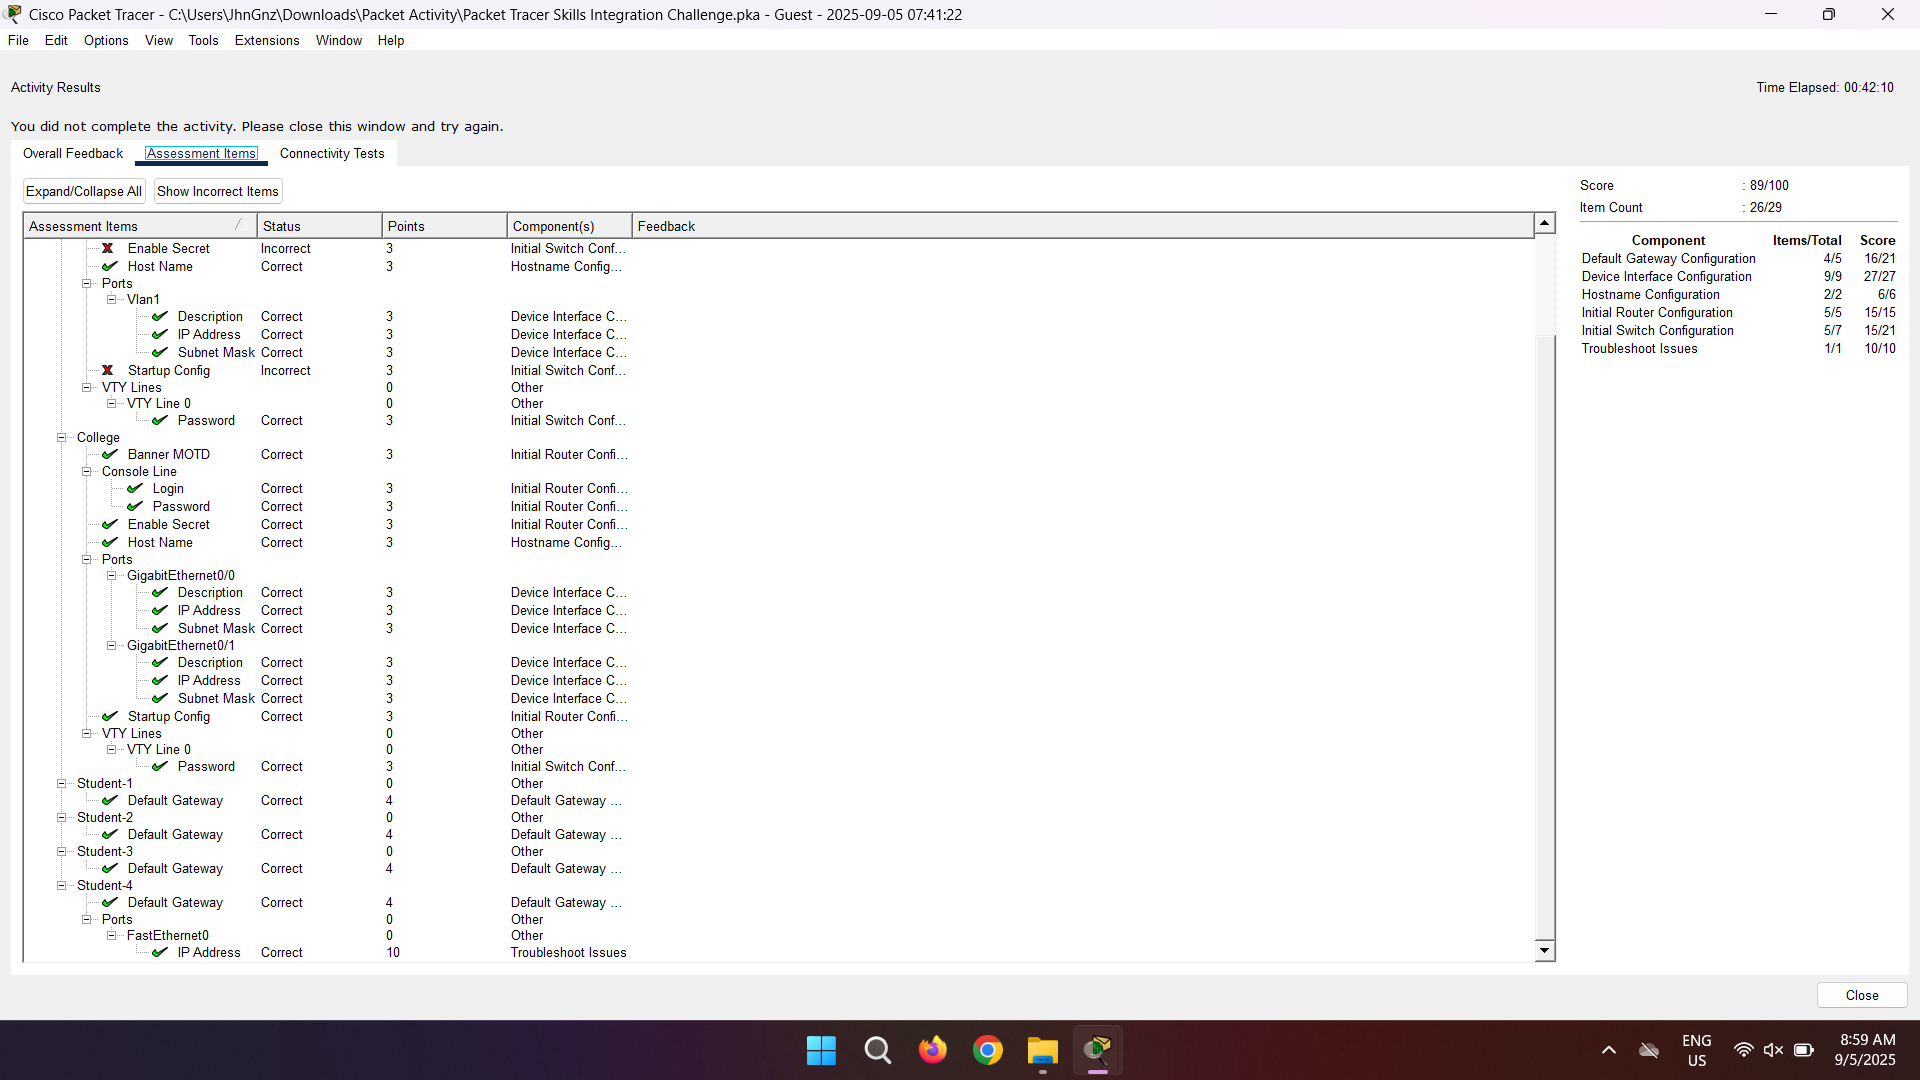 Cisco Packet Tracer - C:\Users\JhnGnz\Downloads\Packet Activity\Packet Tracer Skills Integration Challenge.pka - Guest - 2025-09-05 07:41:22
File Edit Options View Tools Extensions Window Help
Activity Results
Time Elapsed: 00:42:10
You did not complete the activity. Please close this window and try again.
Overall Feedback Assessment Items Connectivity Tests
Expand/Collapse All Show Incorrect Items
Assessment Items Status Points Component(s) Feedback
Enable Secret Incorrect 3 Initial Switch Conf...
Host Name Correct 3 Hostname Config...
Ports
Vlan1
Description Correct 3 Device Interface C...
IP Address Correct 3 Device Interface C...
Subnet Mask Correct 3 Device Interface C...
Startup Config Incorrect 3 Initial Switch Conf...
VTY Lines 0 Other
VTY Line 0 0 Other
Password Correct 3 Initial Switch Conf...
College
Banner MOTD Correct 3 Initial Router Confi...
Console Line
Login Correct 3 Initial Router Confi...
Password Correct 3 Initial Router Confi...
Enable Secret Correct 3 Initial Router Confi...
Host Name Correct 3 Hostname Config...
Ports
GigabitEthernet0/0
Description Correct 3 Device Interface C...
IP Address Correct 3 Device Interface C...
Subnet Mask Correct 3 Device Interface C...
GigabitEthernet0/1
Description Correct 3 Device Interface C...
IP Address Correct 3 Device Interface C...
Subnet Mask Correct 3 Device Interface C...
Startup Config Correct 3 Initial Router Confi...
VTY Lines 0 Other
VTY Line 0 0 Other
Password Correct 3 Initial Switch Conf...
Student-1 0 Other
Default Gateway Correct 4 Default Gateway ...
Student-2 0 Other
Default Gateway Correct 4 Default Gateway ...
Student-3 0 Other
Default Gateway Correct 4 Default Gateway ...
Student-4 0 Other
Default Gateway Correct 4 Default Gateway ...
Ports 0 Other
FastEthernet0 0 Other
IP Address Correct 10 Troubleshoot Issues
Score : 89/100
Item Count : 26/29
Component Items/Total Score
Default Gateway Configuration 4/5 16/21
Device Interface Configuration 9/9 27/27
Hostname Configuration 2/2 6/6
Initial Router Configuration 5/5 15/15
Initial Switch Configuration 5/7 15/21
Troubleshoot Issues 1/1 10/10
Close
ENG
US
8:59 AM
9/5/2025